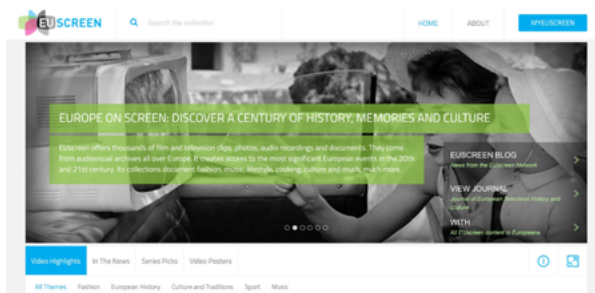 EUSCREEN
Search the collection
HOME
ABOUT
MYEUSCREEN
EUROPE ON SCREEN: DISCOVER A CENTURY OF HISTORY, MEMORIES AND CULTURE
EUscreen offers thousands of film and television clips, photos, audio recordings and documents. They come
from audiovisual archives all over Europe. It creates access to the most significant European events in the 20th
and 21st century. Its collections document fashion, music, lifestyle, cooking, culture and much, much more.
EUSCREEN BLOG
News from the EUscreen Network
VIEW JOURNAL
Journal of European Television History and
Culture
WITH
All EUscreen content in Europeana
Video Highlights
In The News
Series Picks
Video Posters
All Themes
Fashion
European History
Culture and Traditions
Sport
Music